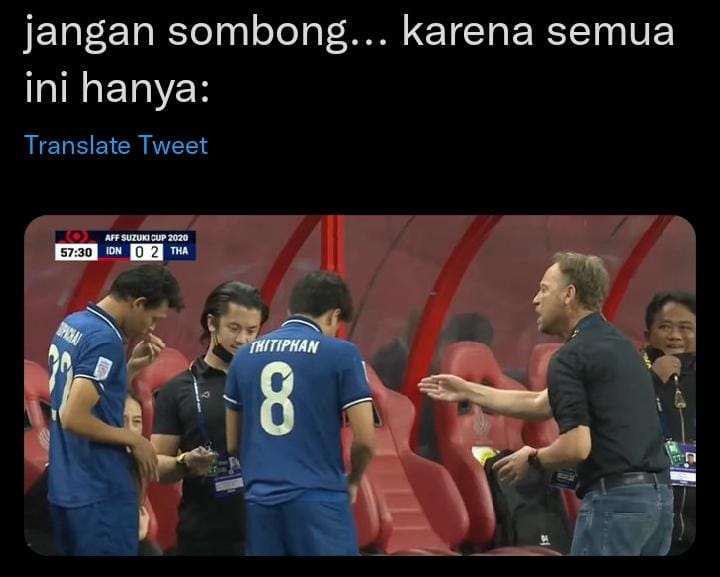 jangan sombong... karena semua
ini hanya:
Translate Tweet
AFF SUZUKI CUP 2020
57:30 IDN 0 2 THA
THITIPHAN
8